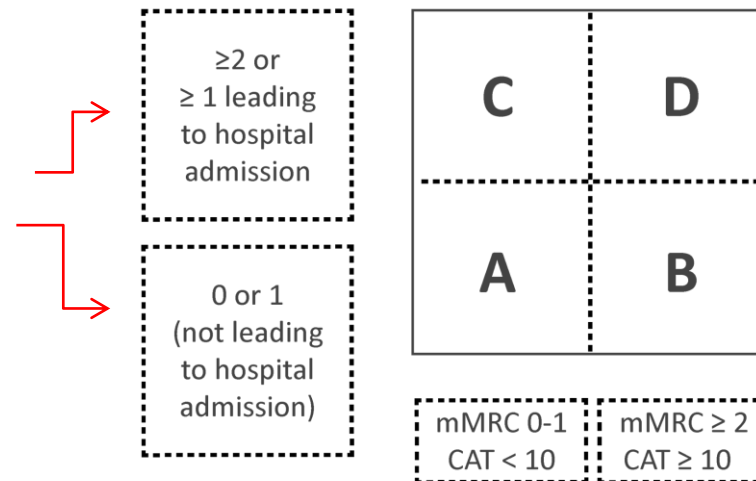 ≥2 or
≥ 1 leading
to hospital
admission
0 or 1
(not leading
to hospital
admission)
C
D
A
B
mMRC 0-1
CAT < 10
mMRC ≥ 2
CAT ≥ 10